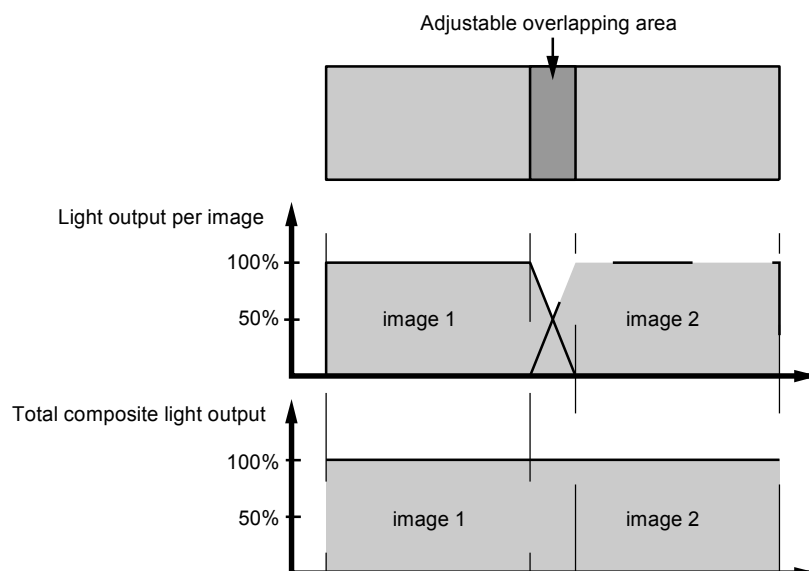 Adjustable overlapping area
Light output per image
100%
50%
image 1
image 2
Total composite light output
100%
50%
image 1
image 2